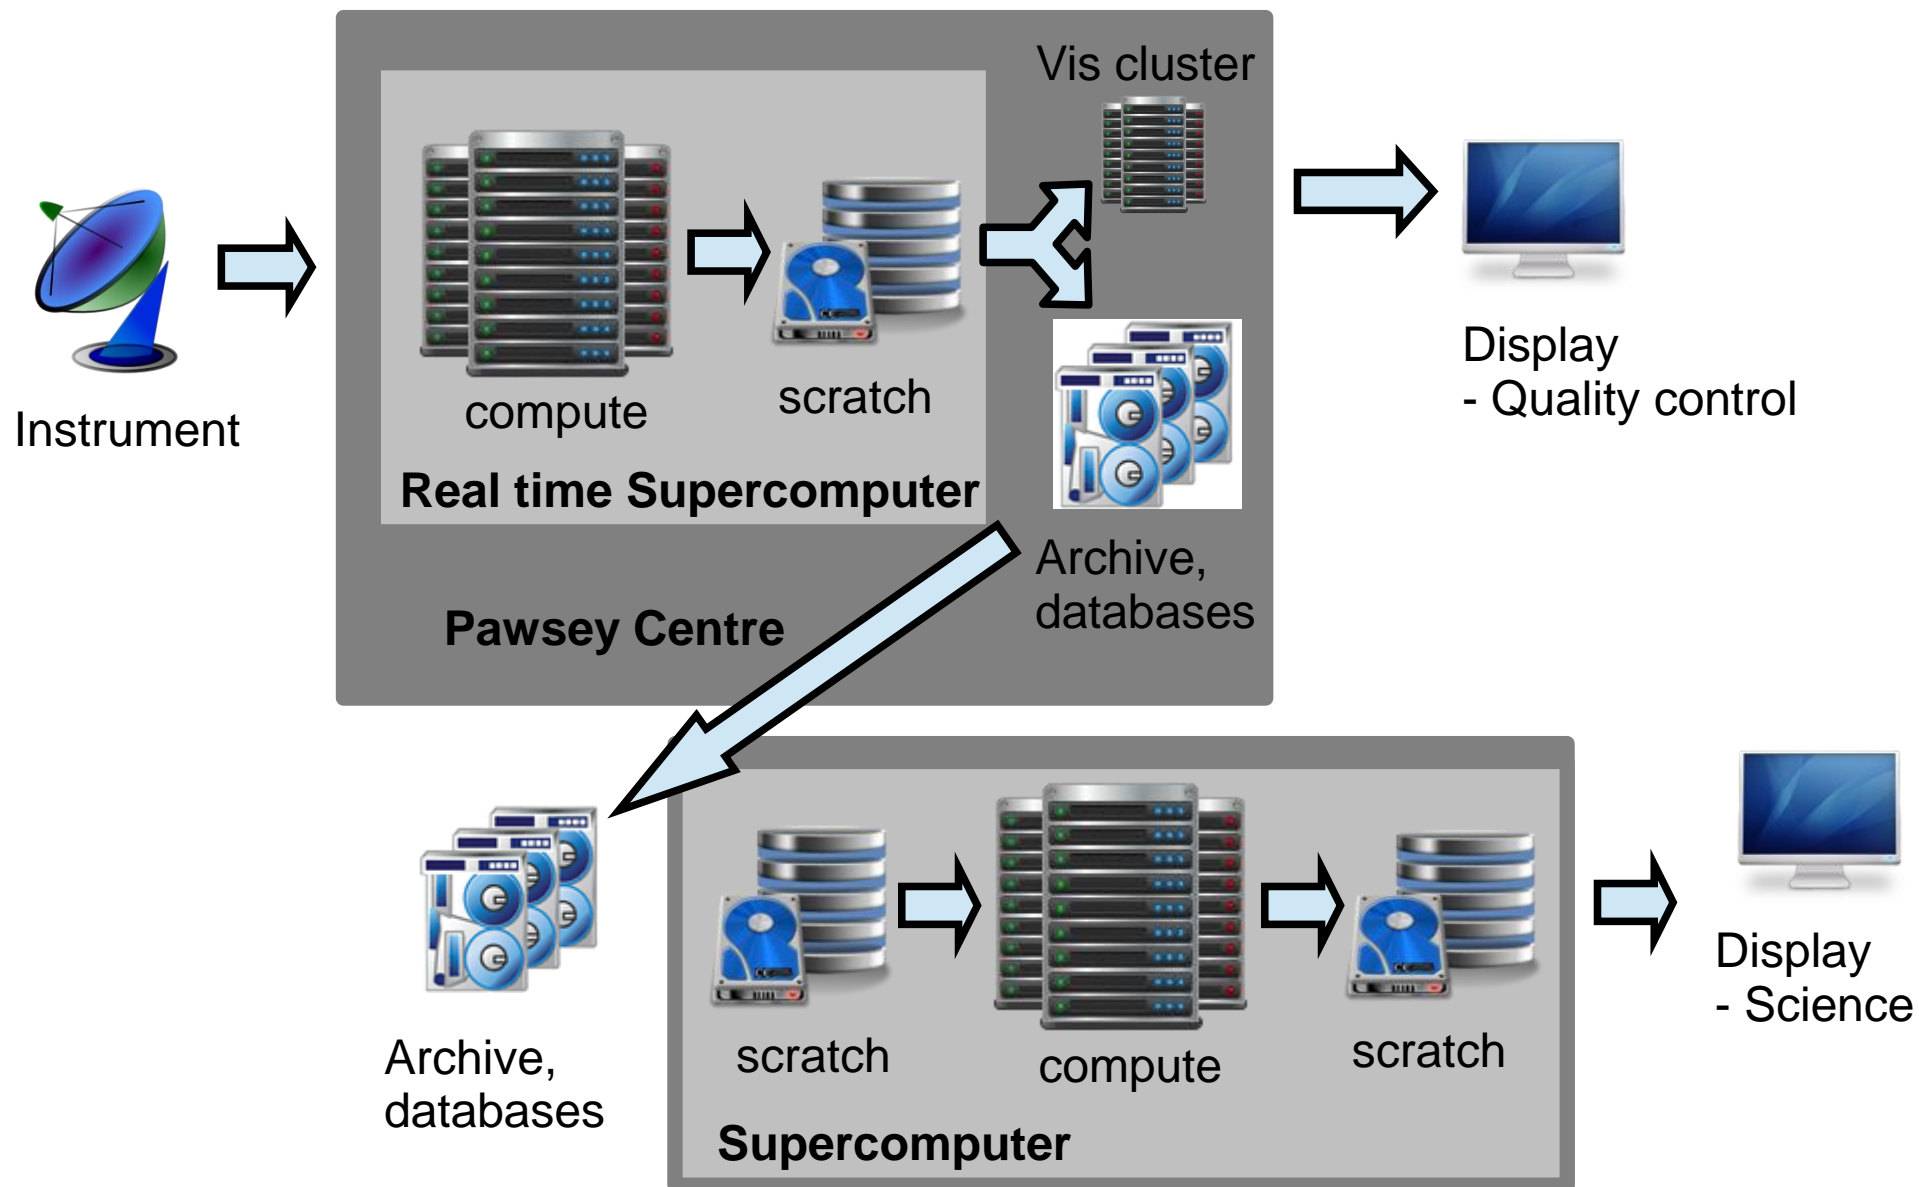 Vis cluster
Instrument
compute
scratch
Real time Supercomputer
Display
- Quality control
Archive,
databases
Pawsey Centre
Archive,
databases
scratch
compute
scratch
Supercomputer
Display
- Science